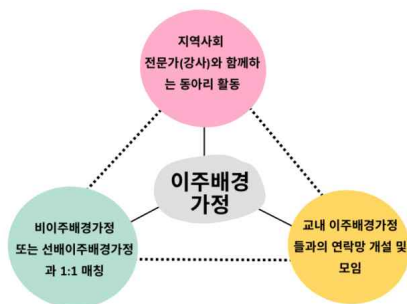 지역사회
전문가(강사)와 함께하
는 동아리 활동
이주배경
가정
비이주배경가정
또는 선배이주배경가정
과 1:1 매칭
교내 이주배경가정
들과의 연락망 개설 및
모임